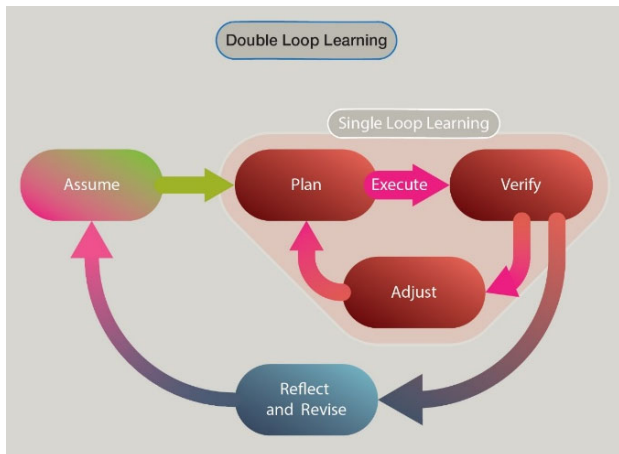 Double Loop Learning
Single Loop Learning
Assume
Plan
Execute
Verify
Adjust
Reflect
and Revise